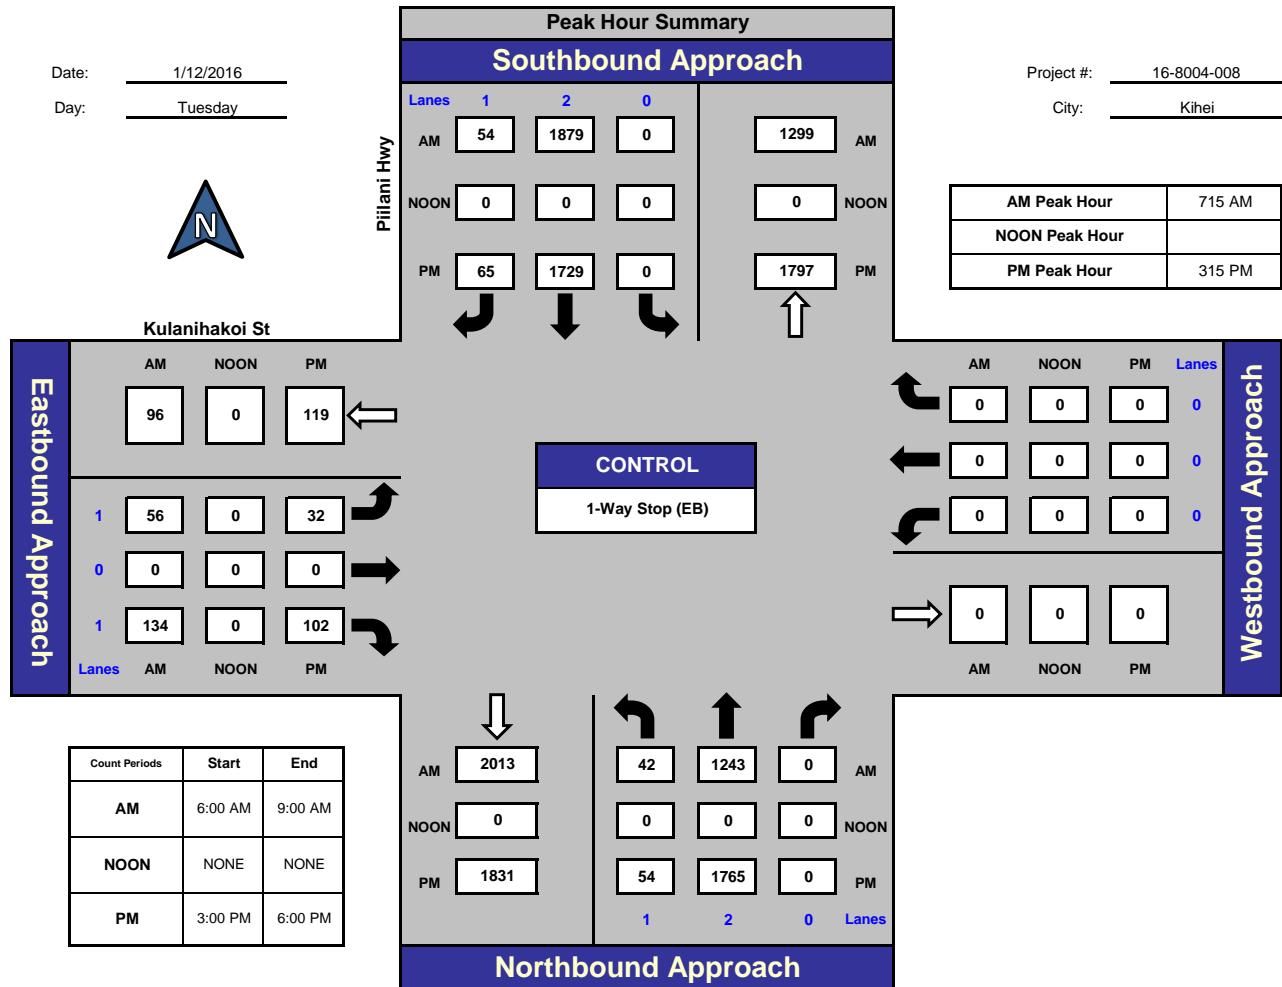 Peak Hour Summary
Southbound Approach
Date: 1/12/2016
Day: Tuesday
Project #: 16-8004-008
City: Kihei
N
Piilani Hwy
Lanes 1 2 0
AM 54 1879 0 1299 AM
NOON 0 0 0 0 NOON
PM 65 1729 0 1797 PM
AM Peak Hour 715 AM
NOON Peak Hour
PM Peak Hour 315 PM
Kulanihakoi St
Eastbound Approach
AM NOON PM
96 0 119
1 56 0 32
0 0 0 0
1 134 0 102
Lanes AM NOON PM
CONTROL
1-Way Stop (EB)
AM NOON PM Lanes
0 0 0 0
0 0 0 0
0 0 0 0
0 0 0
AM NOON PM
Westbound Approach
Count Periods Start End
AM 6:00 AM 9:00 AM
NOON NONE NONE
PM 3:00 PM 6:00 PM
AM 2013 42 1243 0 AM
NOON 0 0 0 0 NOON
PM 1831 54 1765 0 PM
1 2 0 Lanes
Northbound Approach